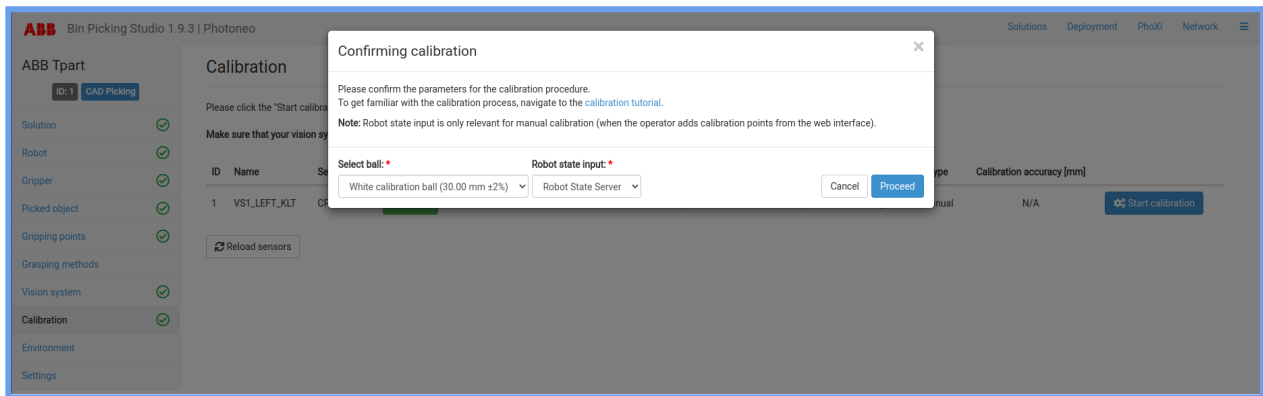 ABB Bin Picking Studio 1.9.3 | Photoneo
Solutions Deployment PhoXi Network
ABB Tpart
ID: 1 CAD Picking
Solution
Robot
Gripper
Picked object
Gripping points
Grasping methods
Vision system
Calibration
Environment
Settings
Calibration
Please click the "Start calibra
Make sure that your vision sy
ID Name Se ype Calibration accuracy [mm]
1 VS1_LEFT_KLT CP nual N/A Start calibration
Reload sensors
Confirming calibration
×
Please confirm the parameters for the calibration procedure.
To get familiar with the calibration process, navigate to the calibration tutorial.
Note: Robot state input is only relevant for manual calibration (when the operator adds calibration points from the web interface).
Select ball: * Robot state input: *
White calibration ball (30.00 mm ±2%) Robot State Server Cancel Proceed